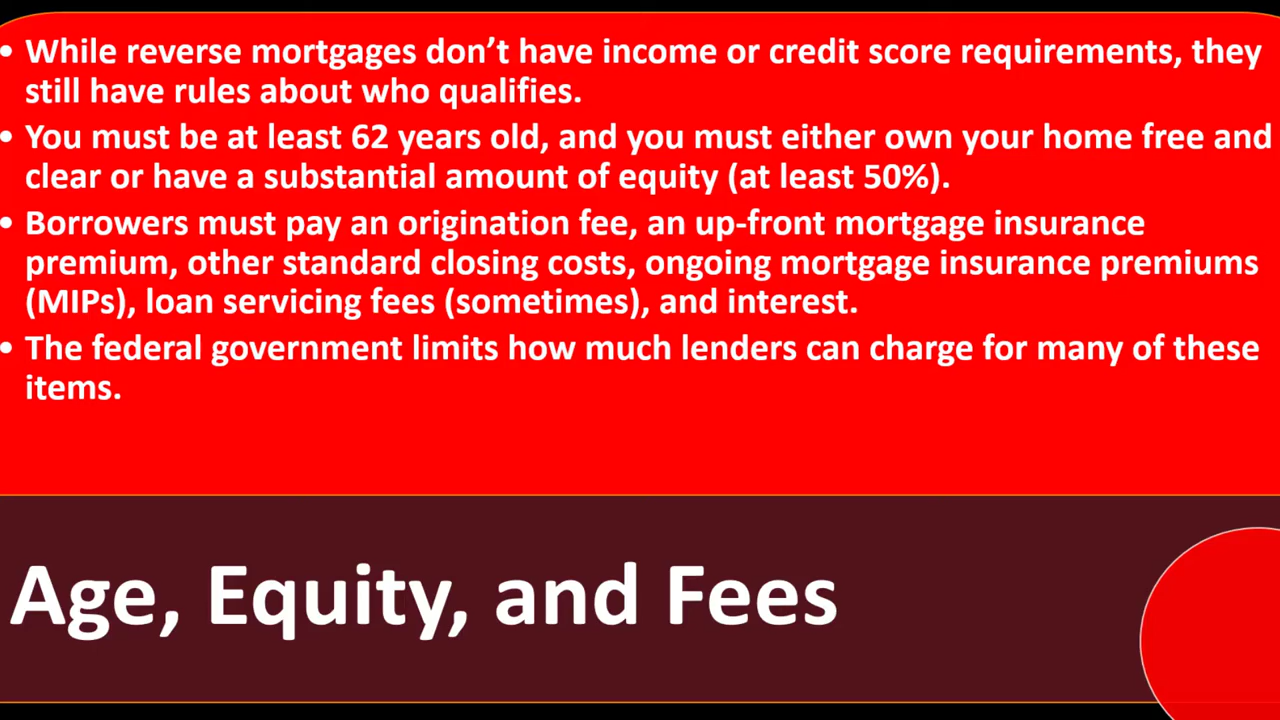 • While reverse mortgages don’t have income or credit score requirements, they
still have rules about who qualifies.
• You must be at least 62 years old, and you must either own your home free and
clear or have a substantial amount of equity (at least 50%).
• Borrowers must pay an origination fee, an up-front mortgage insurance
premium, other standard closing costs, ongoing mortgage insurance premiums
(MIPs), loan servicing fees (sometimes), and interest.
• The federal government limits how much lenders can charge for many of these
items.
Age, Equity, and Fees